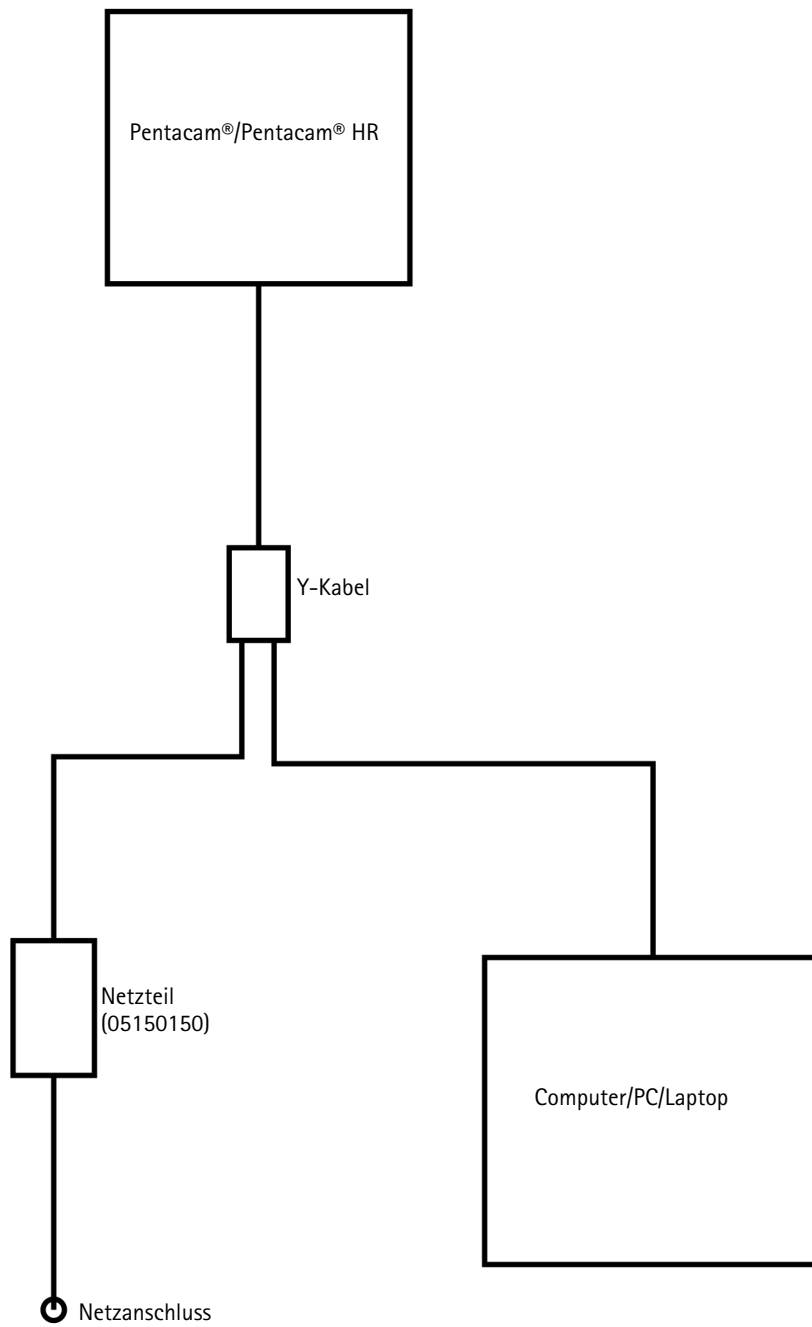 Pentacam®/Pentacam® HR
Y-Kabel
Netzteil
(05150150)
Computer/PC/Laptop
Netzanschluss